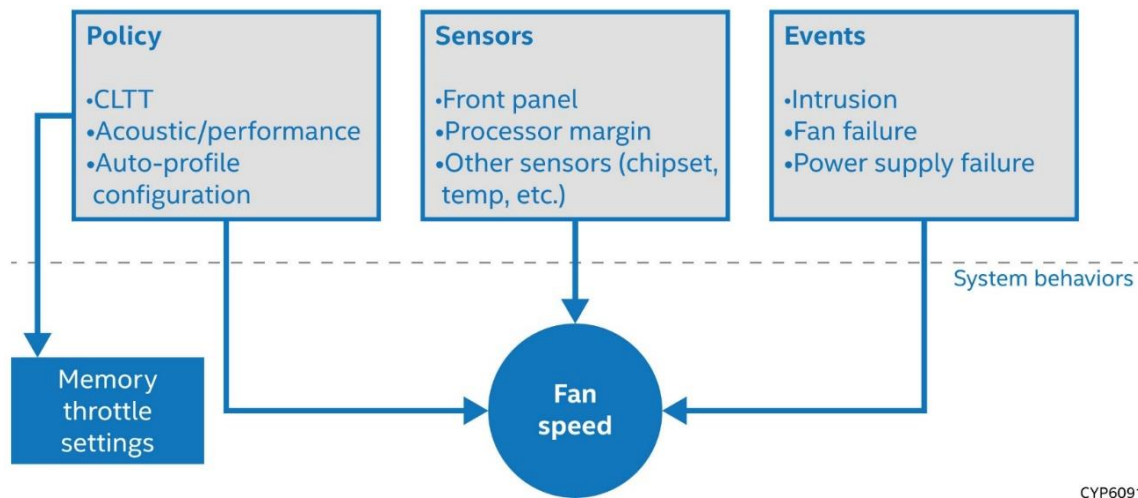 Policy
•CLTT
•Acoustic/performance
•Auto-profile
configuration
Sensors
•Front panel
•Processor margin
•Other sensors (chipset,
temp, etc.)
Events
•Intrusion
•Fan failure
•Power supply failure
System behaviors
Memory
throttle
settings
Fan
speed